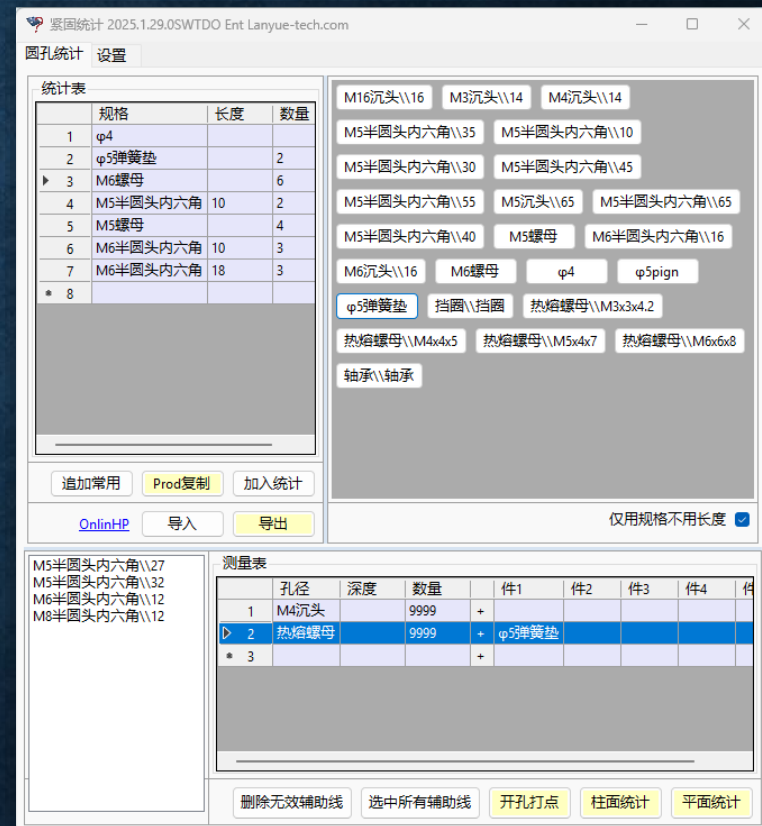 紧固统计 2025.1.29.0SWTDO Ent Lanyue-tech.com
圆孔统计 设置
统计表
规格 长度 数量
1 φ4
2 φ5弹簧垫 2
3 M6螺母 6
4 M5半圆头内六角 10 2
5 M5螺母 4
6 M6半圆头内六角 10 3
7 M6半圆头内六角 18 3
* 8
追加常用 Prod复制 加入统计
OnlinHP 导入 导出
M16沉头\\16 M3沉头\\14 M4沉头\\14
M5半圆头内六角\\35 M5半圆头内六角\\10
M5半圆头内六角\\30 M5半圆头内六角\\45
M5半圆头内六角\\55 M5沉头\\65 M5半圆头内六角\\65
M5半圆头内六角\\40 M5螺母 M6半圆头内六角\\16
M6沉头\\16 M6螺母 φ4 φ5pign
φ5弹簧垫 挡圈\\挡圈 热熔螺母\\M3x3x4.2
热熔螺母\\M4x4x5 热熔螺母\\M5x4x7 热熔螺母\\M6x6x8
轴承\\轴承
仅用规格不用长度
M5半圆头内六角\\27
M5半圆头内六角\\32
M6半圆头内六角\\12
M8半圆头内六角\\12
测量表
孔径 深度 数量 件1 件2 件3 件4 件
1 M4沉头 9999 +
2 热熔螺母 9999 + φ5弹簧垫
* 3 +
删除无效辅助线 选中所有辅助线 开孔打点 柱面统计 平面统计